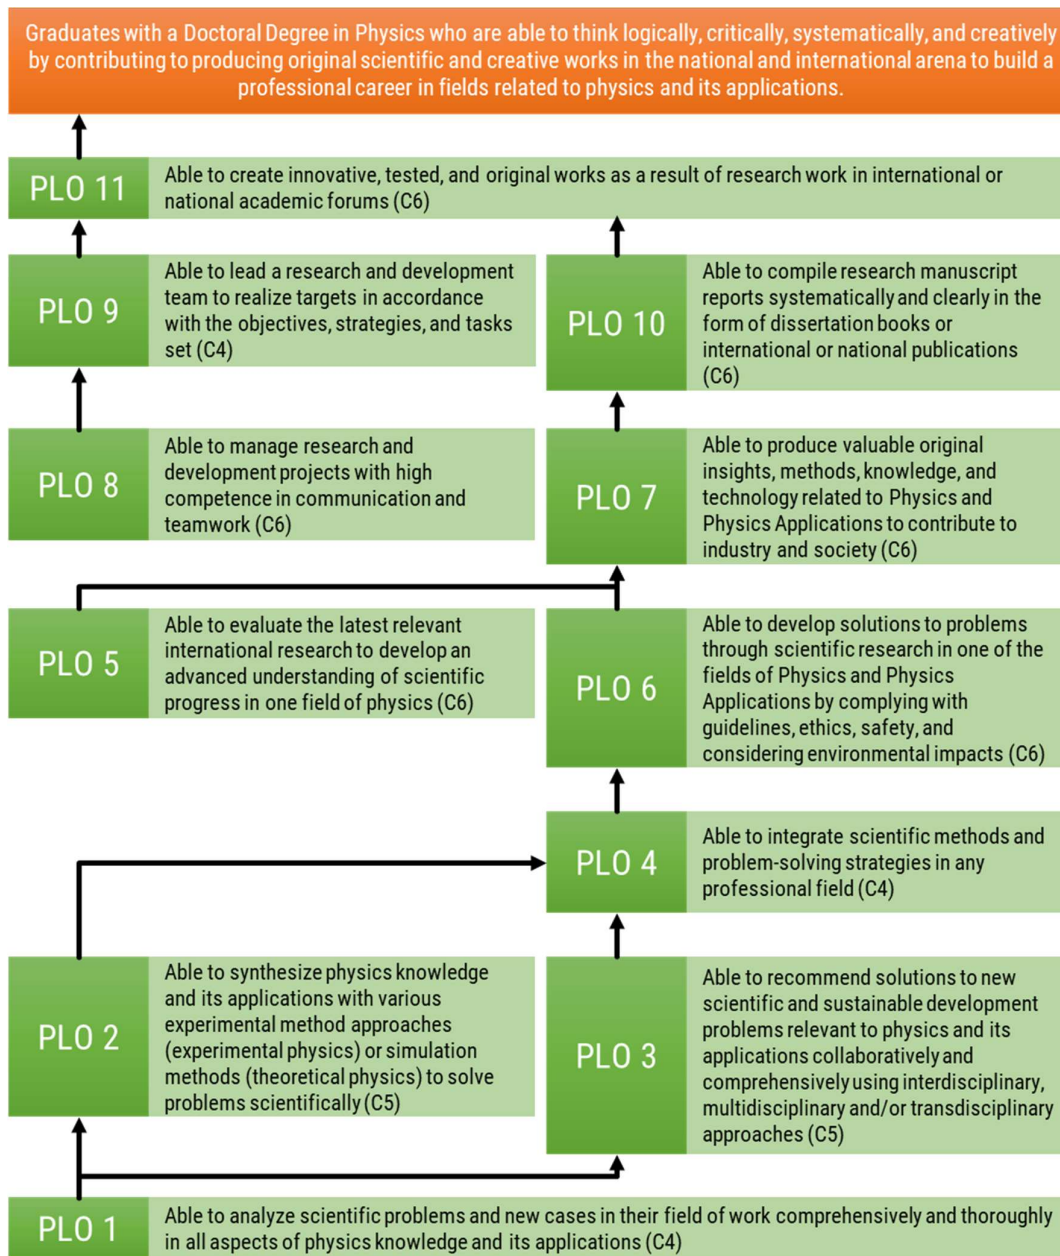 Graduates with a Doctoral Degree in Physics who are able to think logically, critically, systematically, and creatively
by contributing to producing original scientific and creative works in the national and international arena to build a
professional career in fields related to physics and its applications.
PLO 11
Able to create innovative, tested, and original works as a result of research work in international or
national academic forums (C6)
PLO 9
Able to lead a research and development
team to realize targets in accordance
with the objectives, strategies, and tasks
set (C4)
PLO 10
Able to compile research manuscript
reports systematically and clearly in the
form of dissertation books or
international or national publications
(C6)
PLO 8
Able to manage research and
development projects with high
competence in communication and
teamwork (C6)
PLO 7
Able to produce valuable original
insights, methods, knowledge, and
technology related to Physics and
Physics Applications to contribute to
industry and society (C6)
PLO 5
Able to evaluate the latest relevant
international research to develop an
advanced understanding of scientific
progress in one field of physics (C6)
PLO 6
Able to develop solutions to problems
through scientific research in one of the
fields of Physics and Physics
Applications by complying with
guidelines, ethics, safety, and
considering environmental impacts (C6)
PLO 4
Able to integrate scientific methods and
problem-solving strategies in any
professional field (C4)
PLO 2
Able to synthesize physics knowledge
and its applications with various
experimental method approaches
(experimental physics) or simulation
methods (theoretical physics) to solve
problems scientifically (C5)
PLO 3
Able to recommend solutions to new
scientific and sustainable development
problems relevant to physics and its
applications collaboratively and
comprehensively using interdisciplinary,
multidisciplinary and/or transdisciplinary
approaches (C5)
PLO 1
Able to analyze scientific problems and new cases in their field of work comprehensively and thoroughly
in all aspects of physics knowledge and its applications (C4)